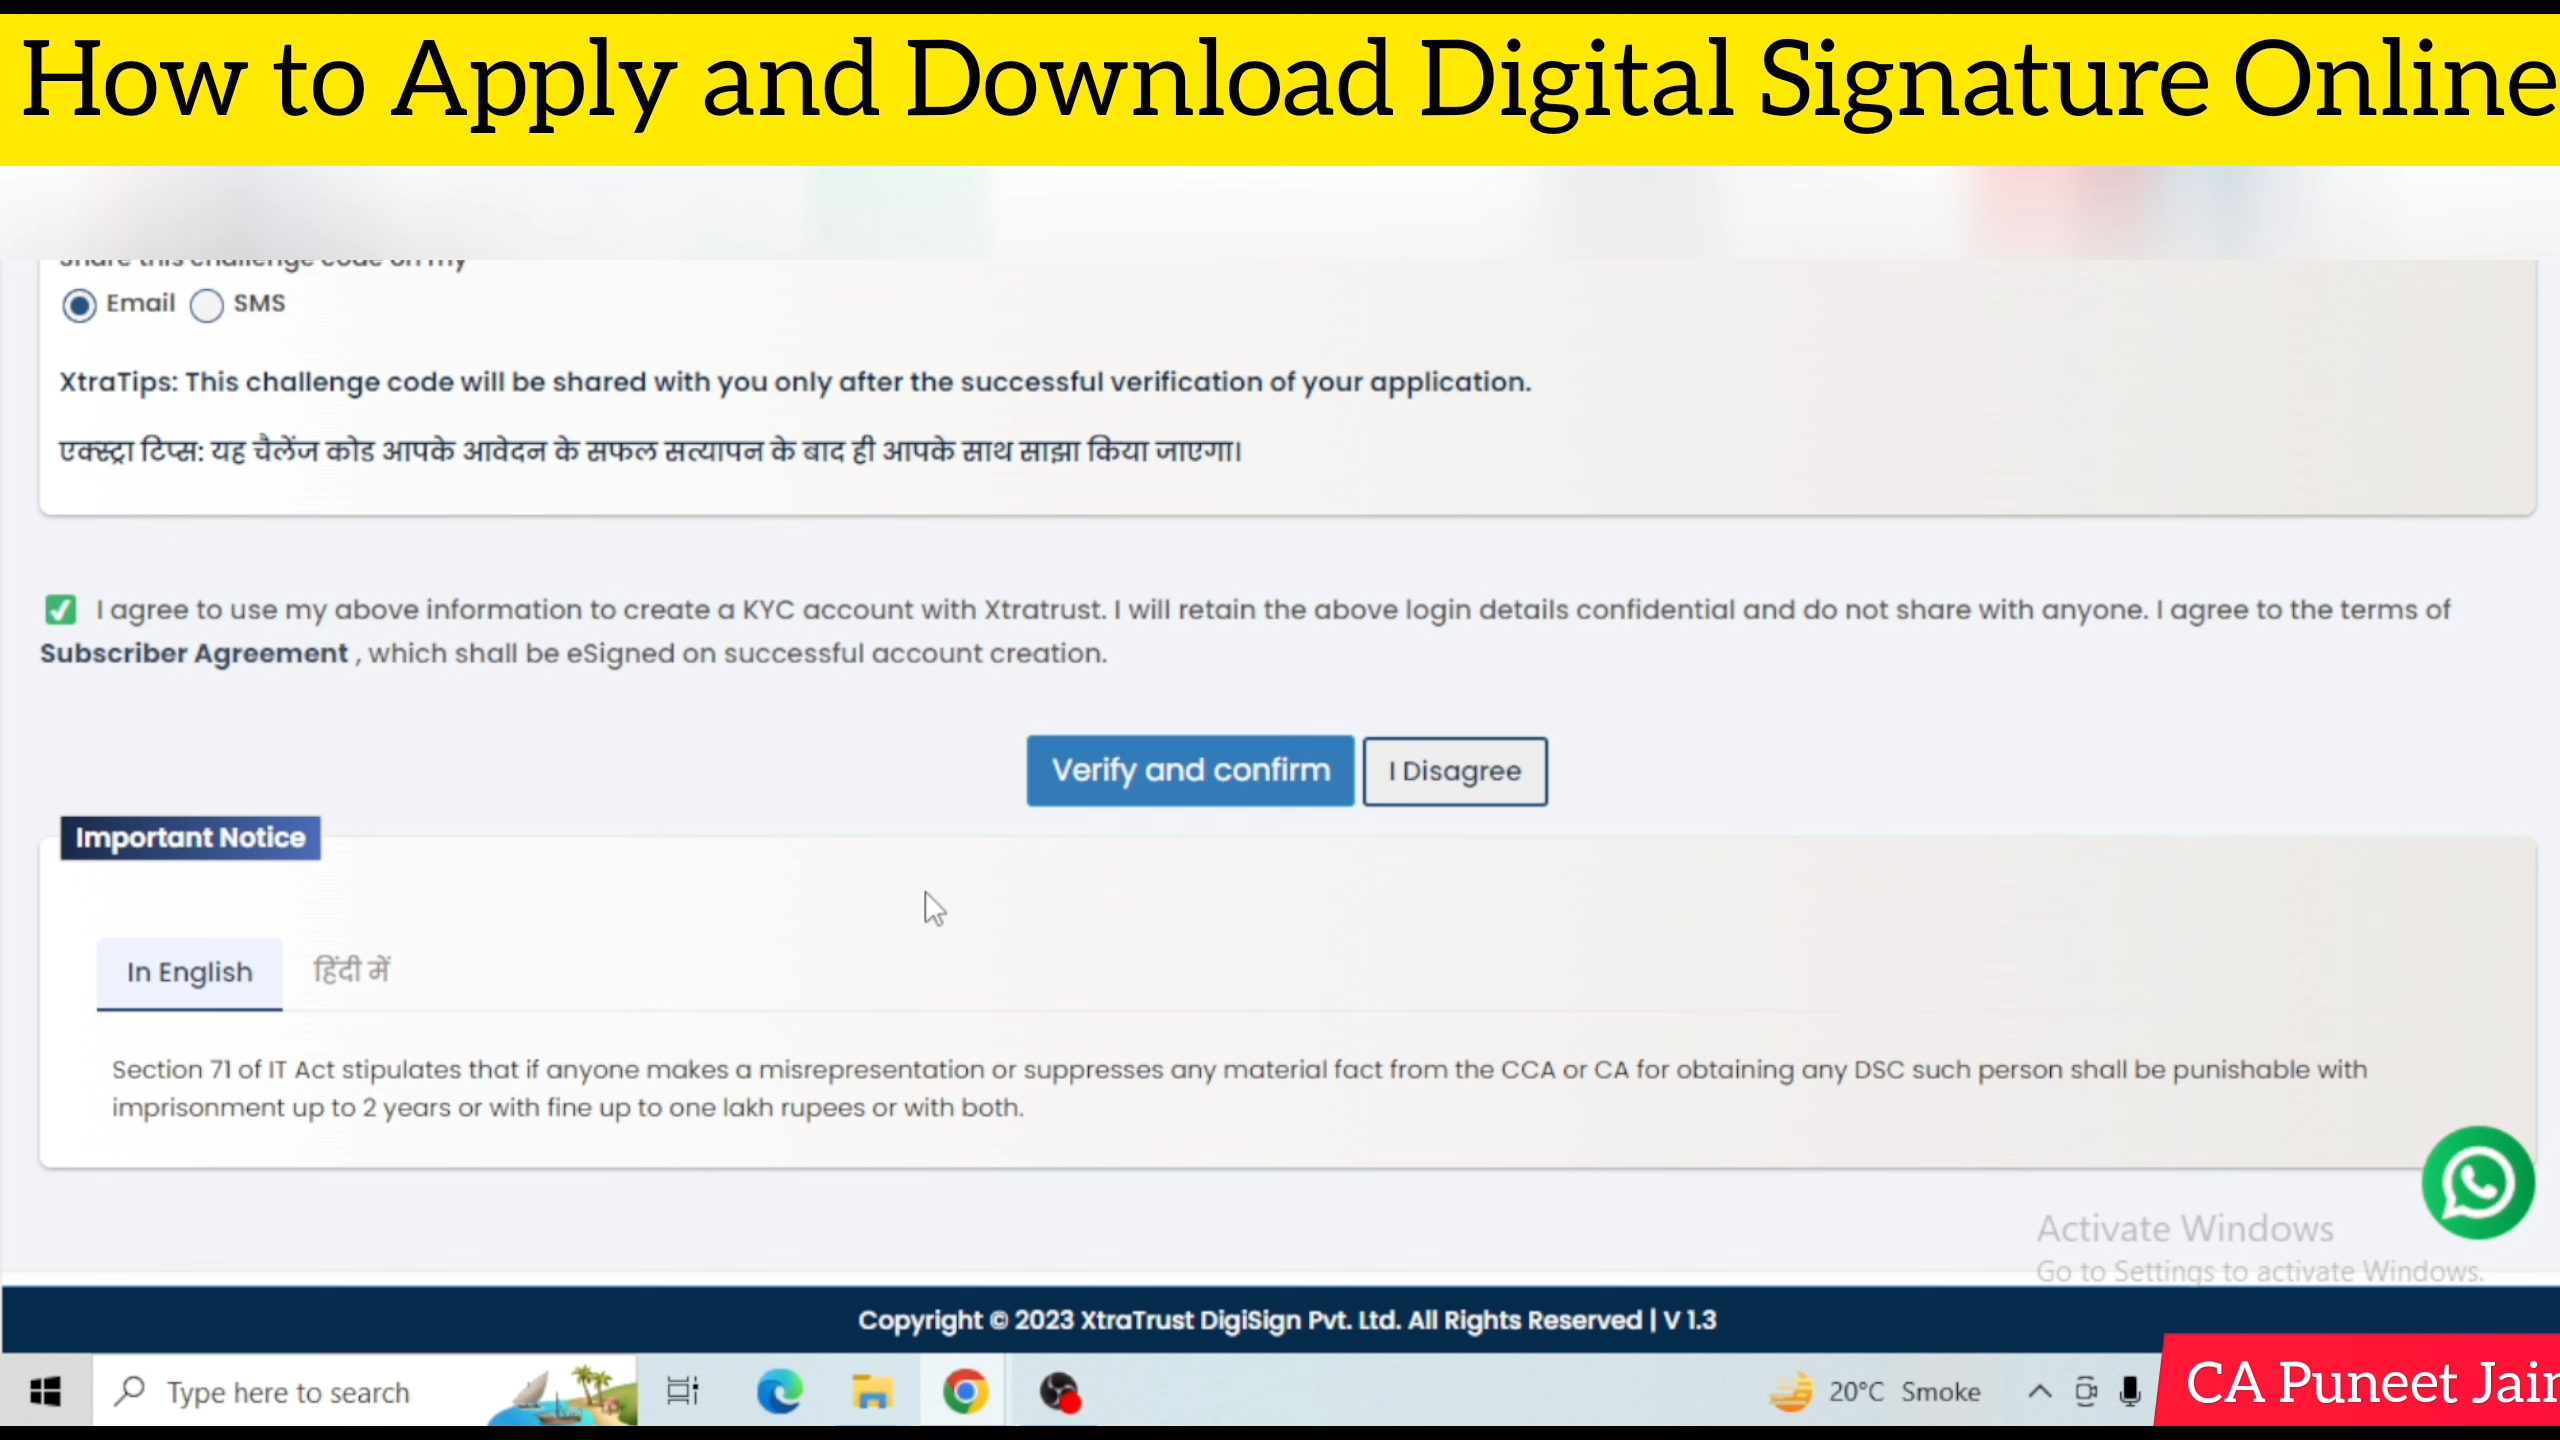 How to Apply and Download Digital Signature Online
Share this challenge code on my
Email SMS
XtraTips: This challenge code will be shared with you only after the successful verification of your application.
एक्स्ट्रा टिप्स: यह चैलेंज कोड आपके आवेदन के सफल सत्यापन के बाद ही आपके साथ साझा किया जाएगा।
I agree to use my above information to create a KYC account with Xtratrust. I will retain the above login details confidential and do not share with anyone. I agree to the terms of
Subscriber Agreement , which shall be eSigned on successful account creation.
Verify and confirm I Disagree
Important Notice
In English हिंदी में
Section 71 of IT Act stipulates that if anyone makes a misrepresentation or suppresses any material fact from the CCA or CA for obtaining any DSC such person shall be punishable with
imprisonment up to 2 years or with fine up to one lakh rupees or with both.
Activate Windows
Go to Settings to activate Windows.
Copyright © 2023 XtraTrust DigiSign Pvt. Ltd. All Rights Reserved | V 1.3
Type here to search
20°C Smoke
CA Puneet Jain